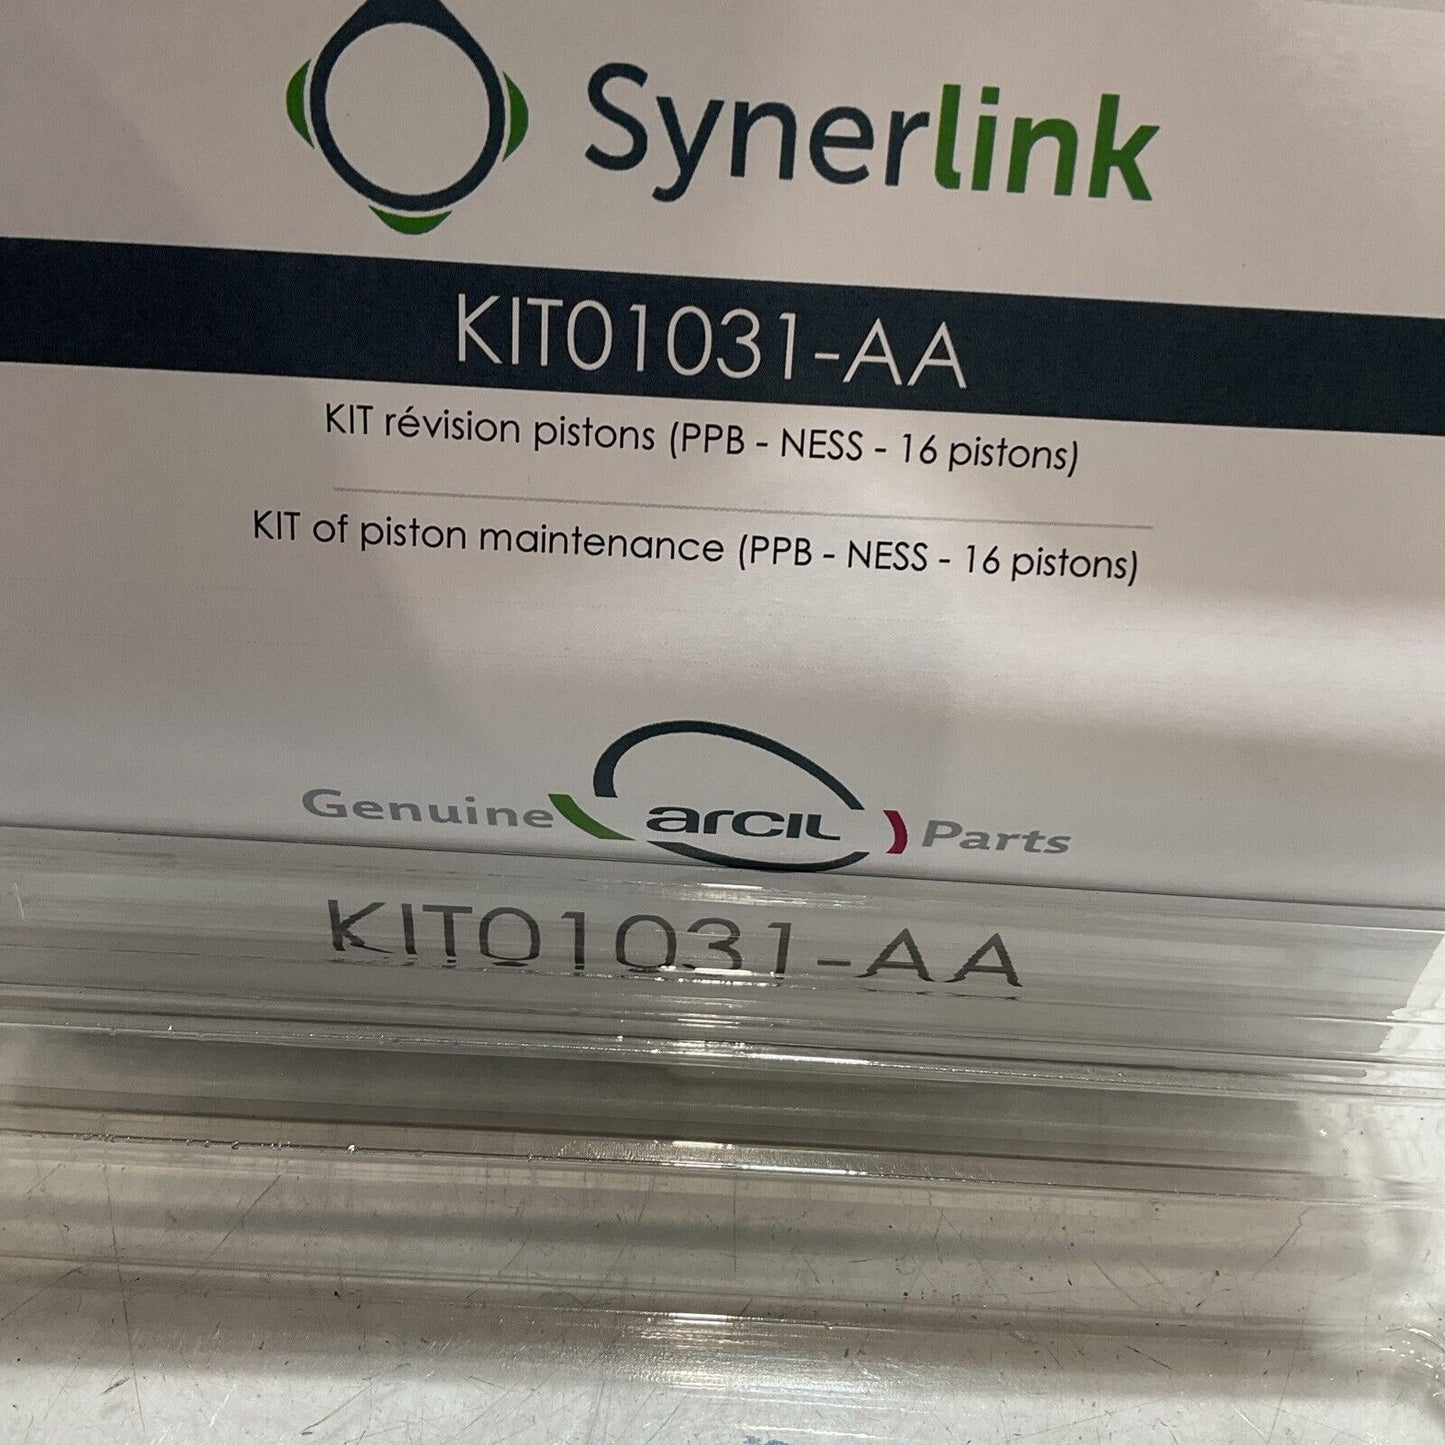 Synerlink
KIT01031-AA
KIT révision pistons (PPB - NESS - 16 pistons)
KIT of piston maintenance (PPB - NESS - 16 pistons)
Genuine arcil Parts
KIT01031-AA